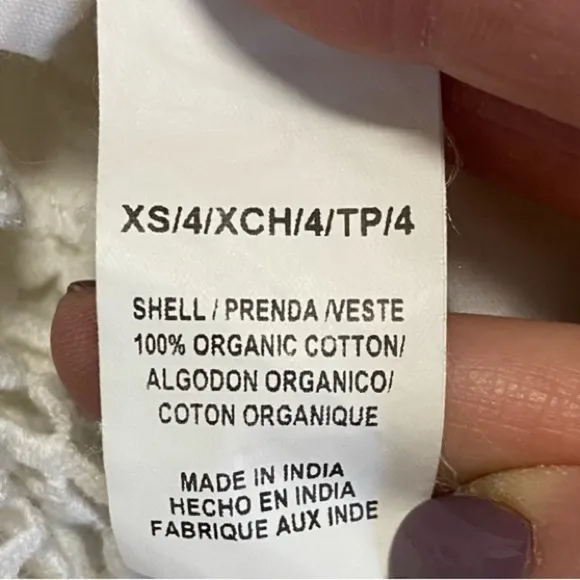 XS/4/XCH/4/TP/4
SHELL / PRENDA /VESTE
100% ORGANIC COTTON/
ALGODON ORGANICO/
COTON ORGANIQUE
MADE IN INDIA
HECHO EN INDIA
FABRIQUE AUX INDE